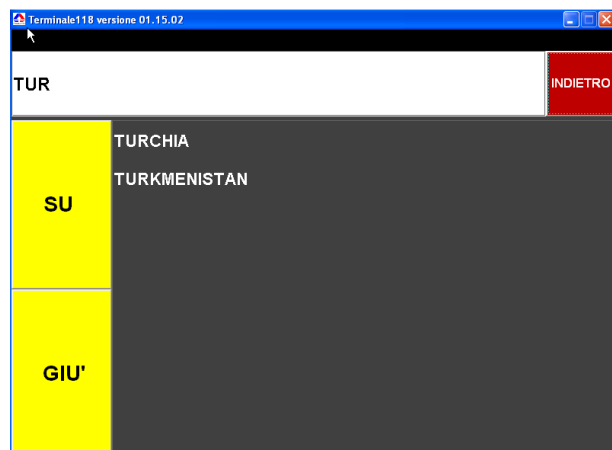 Terminale118 versione 01.15.02
TUR
INDIETRO
TURCHIA
TURKMENISTAN
SU
GIU'